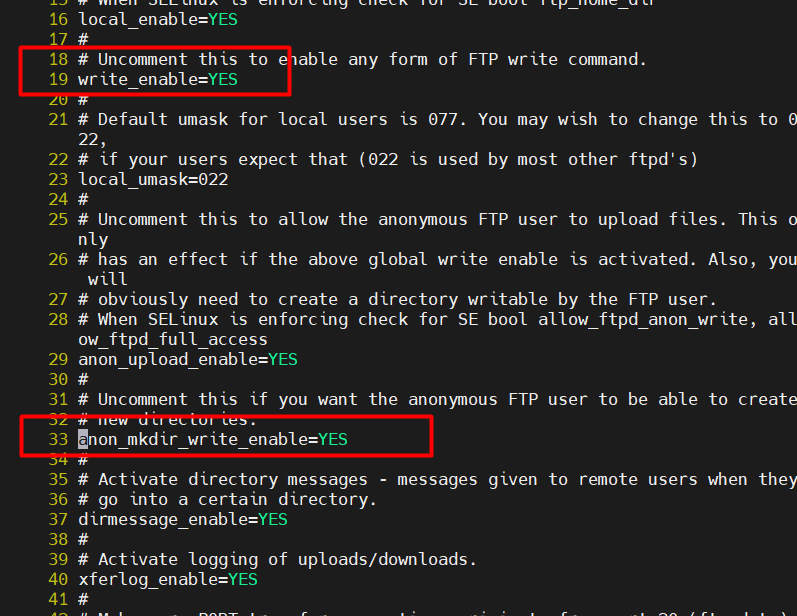 15 # When SELinux is enforcing check for SE bool ftp_home_dir
16 local_enable=YES
17 #
18 # Uncomment this to enable any form of FTP write command.
19 write_enable=YES
20 #
21 # Default umask for local users is 077. You may wish to change this to 0
22,
22 # if your users expect that (022 is used by most other ftpd's)
23 local_umask=022
24 #
25 # Uncomment this to allow the anonymous FTP user to upload files. This o
nly
26 # has an effect if the above global write enable is activated. Also, you
will
27 # obviously need to create a directory writable by the FTP user.
28 # When SELinux is enforcing check for SE bool allow_ftpd_anon_write, all
ow_ftpd_full_access
29 anon_upload_enable=YES
30 #
31 # Uncomment this if you want the anonymous FTP user to be able to create
32 # new directories.
33 anon_mkdir_write_enable=YES
34 #
35 # Activate directory messages - messages given to remote users when they
36 # go into a certain directory.
37 dirmessage_enable=YES
38 #
39 # Activate logging of uploads/downloads.
40 xferlog_enable=YES
41 #